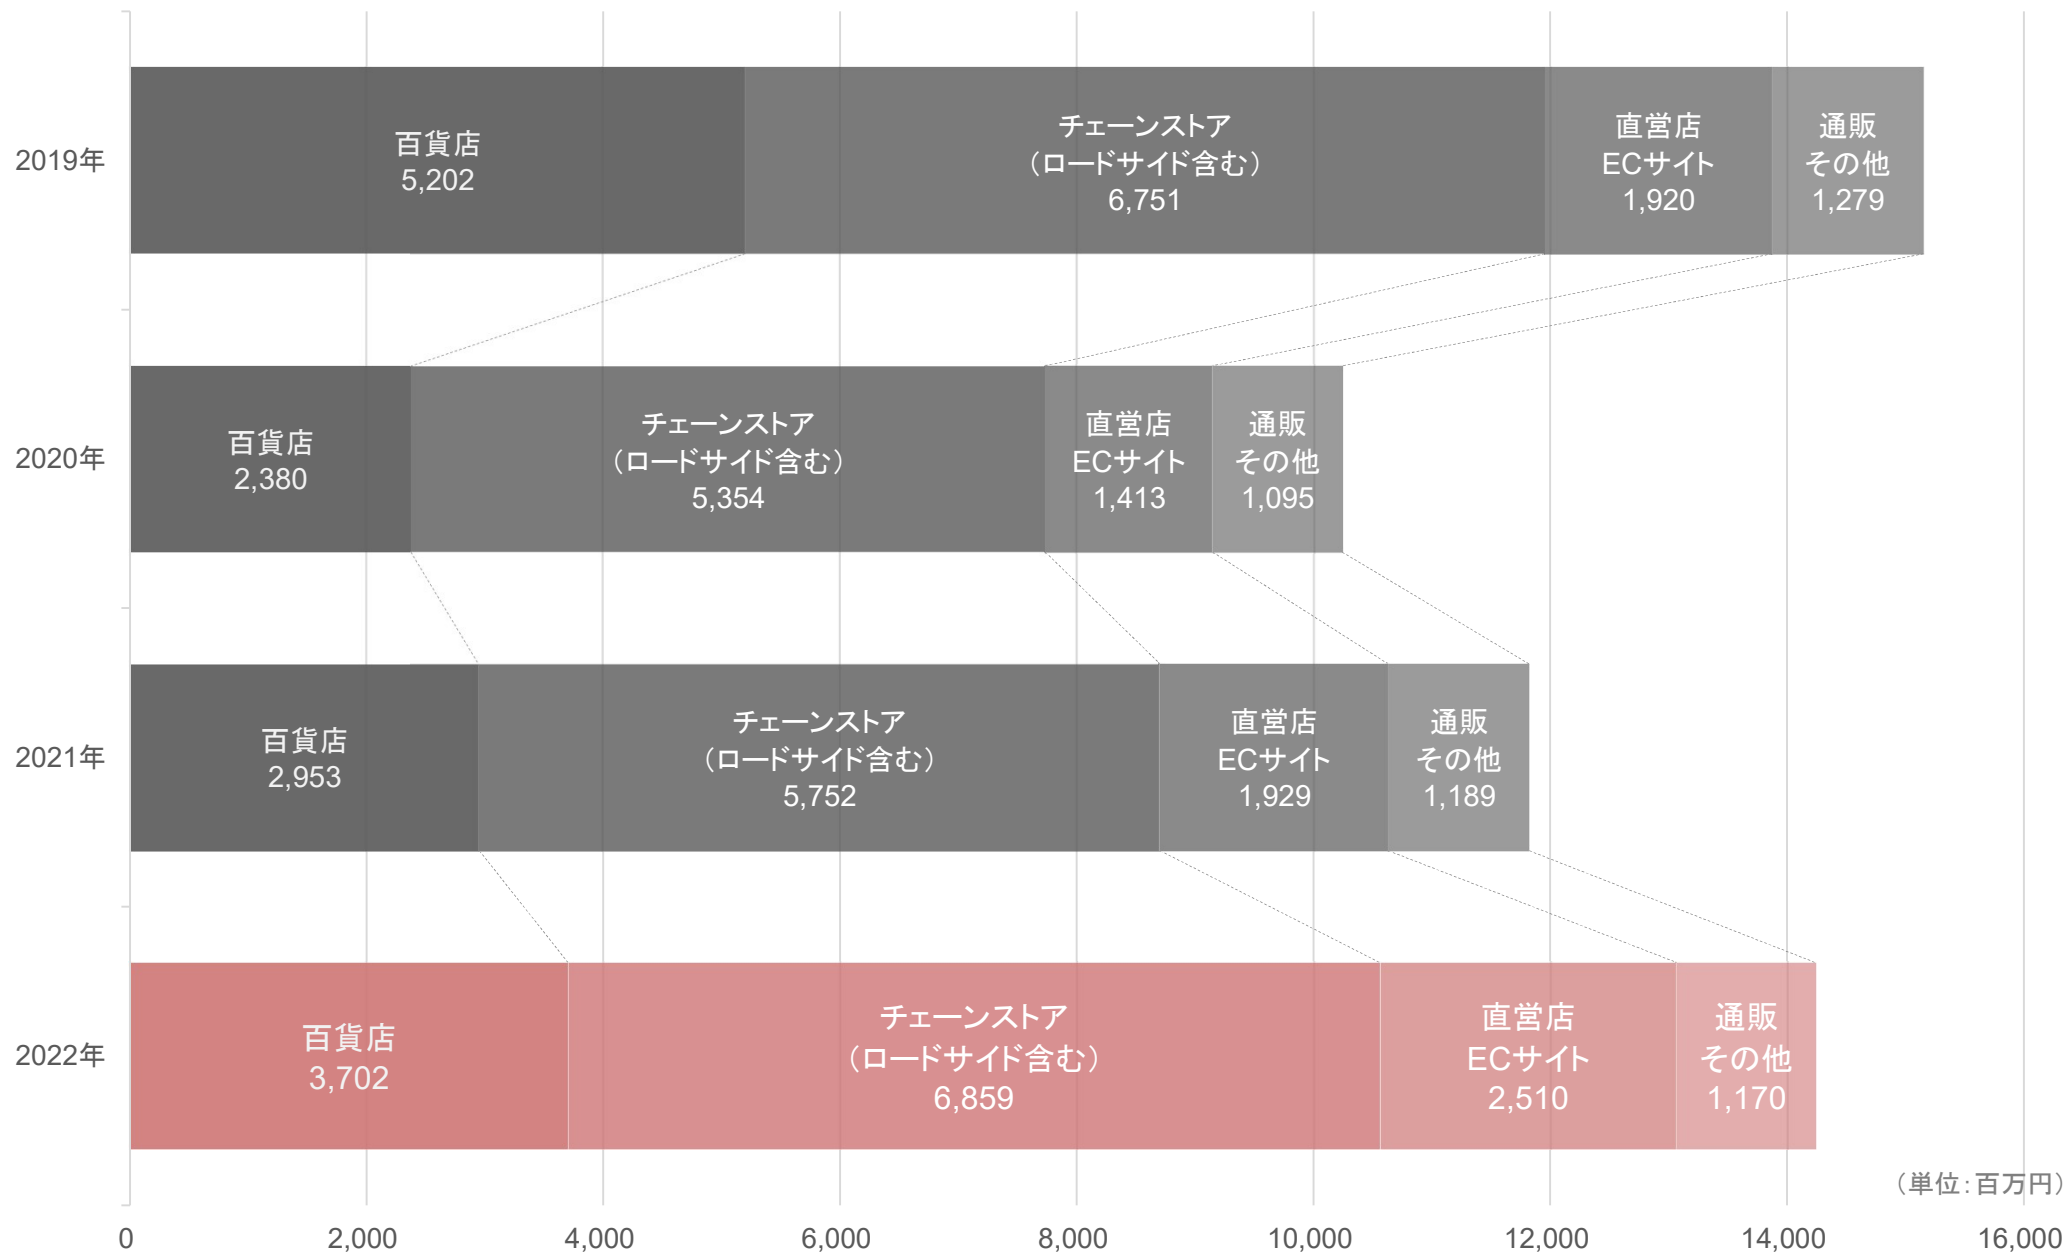 2019年
百貨店
5,202
チェーンストア
（ロードサイド含む）
6,751
直営店
ECサイト
1,920
通販
その他
1,279
2020年
百貨店
2,380
チェーンストア
（ロードサイド含む）
5,354
直営店
ECサイト
1,413
通販
その他
1,095
2021年
百貨店
2,953
チェーンストア
（ロードサイド含む）
5,752
直営店
ECサイト
1,929
通販
その他
1,189
2022年
百貨店
3,702
チェーンストア
（ロードサイド含む）
6,859
直営店
ECサイト
2,510
通販
その他
1,170
（単位：百万円）
0 2,000 4,000 6,000 8,000 10,000 12,000 14,000 16,000